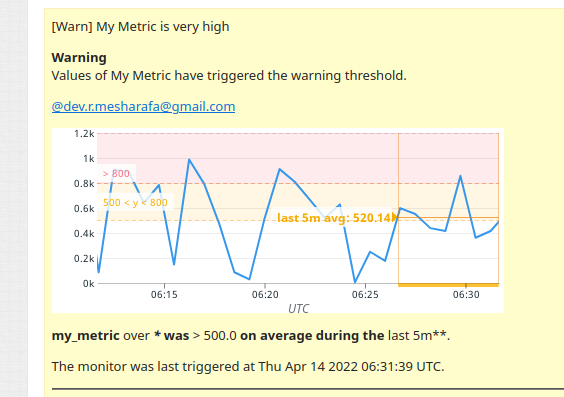 [Warn] My Metric is very high
Warning
Values of My Metric have triggered the warning threshold.
@dev.r.mesharafa@gmail.com
1.2k
1k
> 800
0.8k
500 < y < 800
0.6k
last 5m avg: 520.14
0.4k
0.2k
0k
06:15 06:20 06:25 06:30
UTC
my_metric over * was > 500.0 on average during the last 5m**.
The monitor was last triggered at Thu Apr 14 2022 06:31:39 UTC.